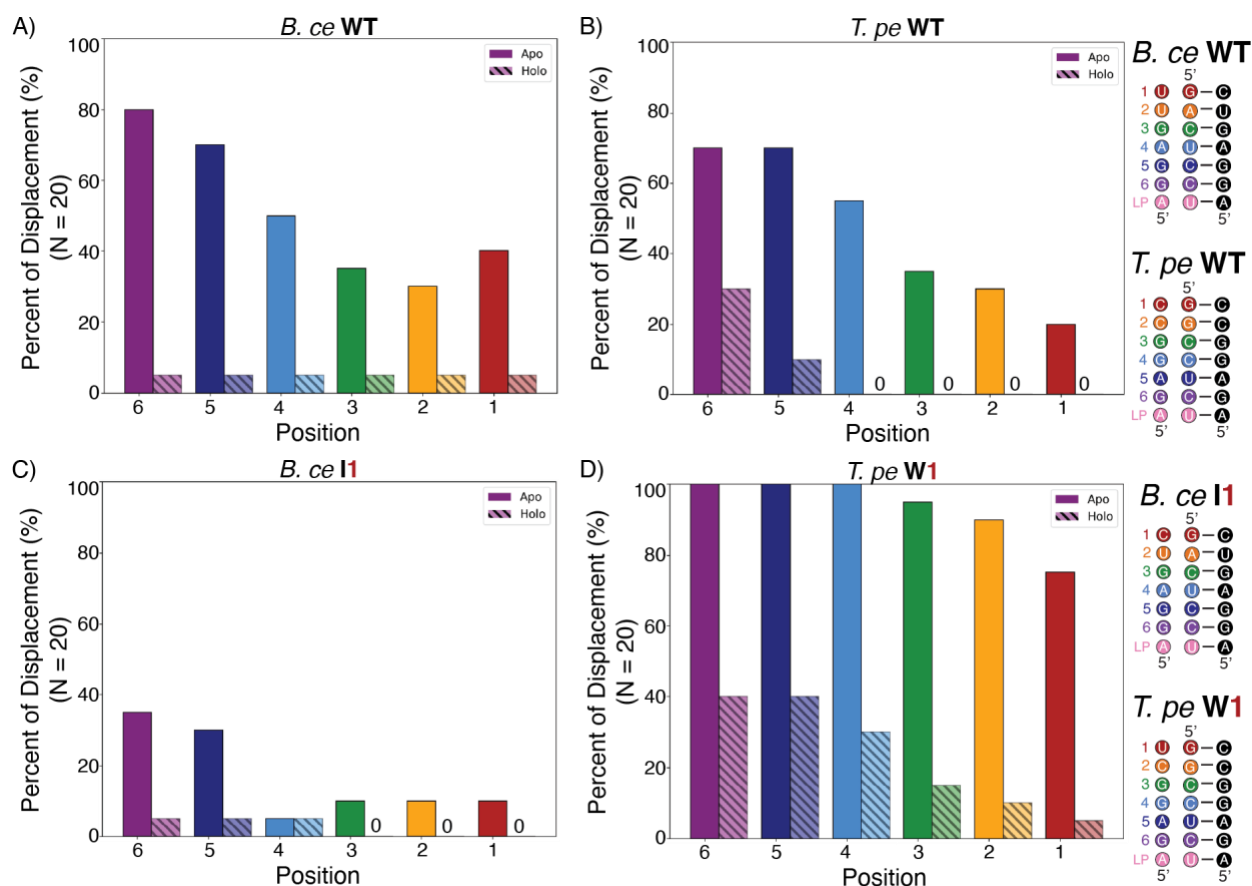 A)
B. ce WT
Percent of Displacement (%)
(N = 20)
100
80
60
40
20
0
Apo
Holo
6 5 4 3 2 1
Position
B)
T. pe WT
Percent of Displacement (%)
(N = 20)
100
80
60
40
20
0
Apo
Holo
0 0 0 0
6 5 4 3 2 1
Position
B. ce WT
5’
1 U G C
2 U A U
3 G C G
4 A U A
5 G C G
6 G C G
LP A U A
5’ 5’
T. pe WT
5’
1 C G C
2 C G C
3 G C G
4 G C G
5 A U A
6 G C G
LP A U A
5’ 5’
C)
B. ce I1
Percent of Displacement (%)
(N = 20)
100
80
60
40
20
0
Apo
Holo
0 0 0
6 5 4 3 2 1
Position
D)
T. pe W1
Percent of Displacement (%)
(N = 20)
100
80
60
40
20
0
Apo
Holo
6 5 4 3 2 1
Position
B. ce I1
5’
1 C G C
2 U A U
3 G C G
4 A U A
5 G C G
6 G C G
LP A U A
5’ 5’
T. pe W1
5’
1 U G C
2 C G C
3 G C G
4 G C G
5 A U A
6 G C G
LP A U A
5’ 5’